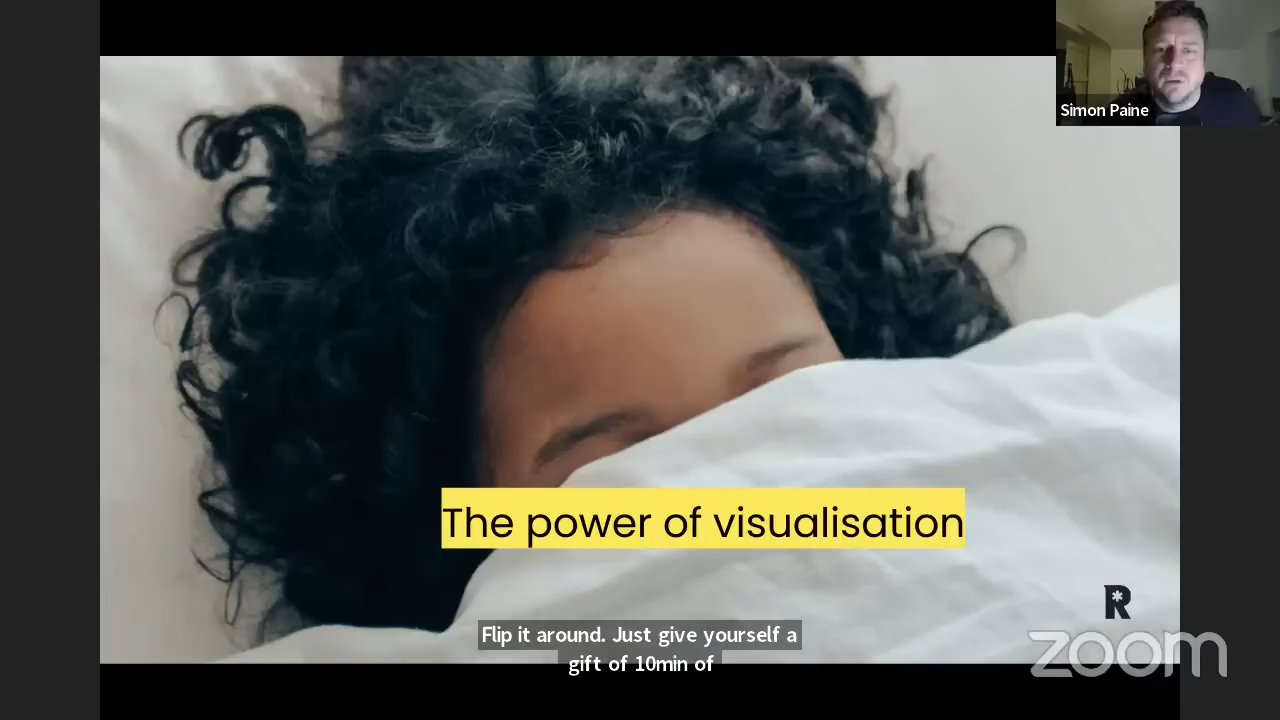 Simon Paine
The power of visualisation
R
Flip it around. Just give yourself a
gift of 10min of
zoom